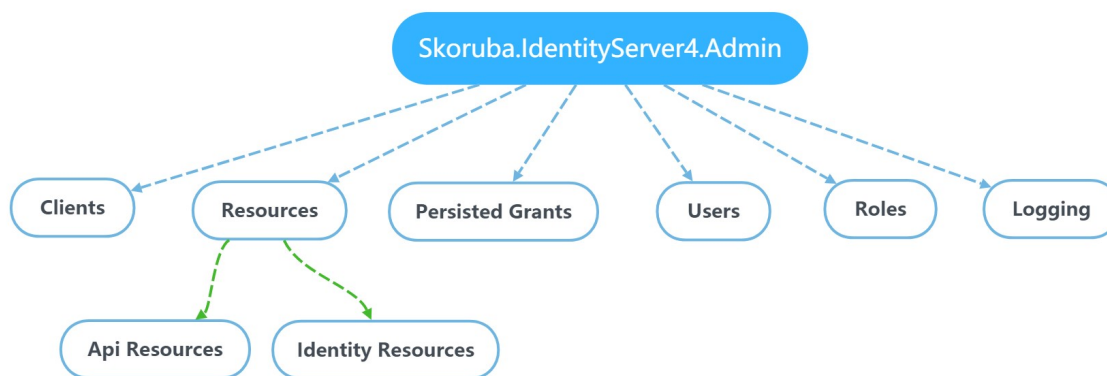 Skoruba.IdentityServer4.Admin
Clients
Resources
Persisted Grants
Users
Roles
Logging
Api Resources
Identity Resources